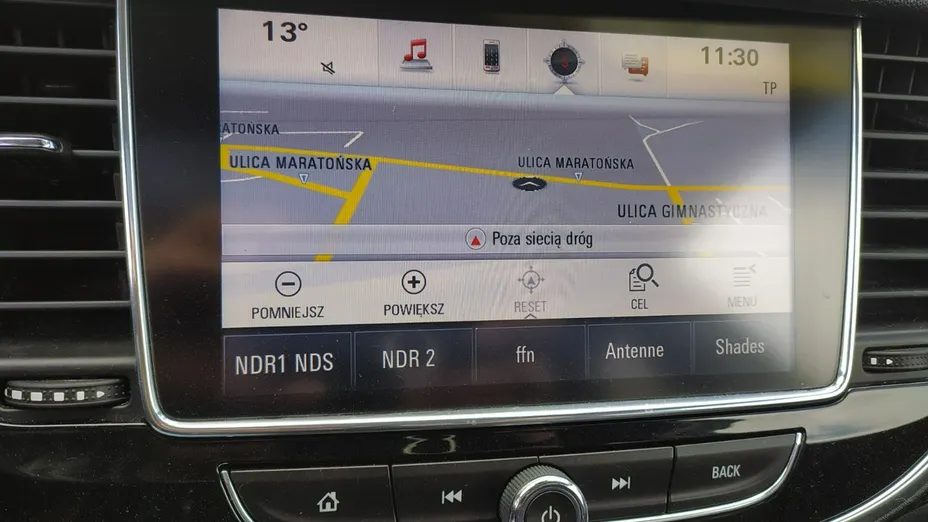 13°
11:30
TP
ATOŃSKA
ULICA MARATOŃSKA
ULICA MARATOŃSKA
ULICA GIMNASTYCZNA
Poza siecią dróg
POMNIEJSZ
POWIĘKSZ
RESET
CEL
MENU
NDR1 NDS
NDR 2
ffn
Antenne
Shades
BACK